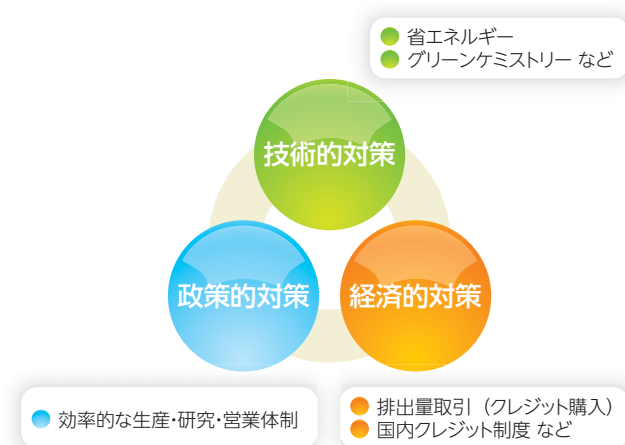 省エネルギー
グリーンケミストリー など
技術的対策
政策的対策
経済的対策
効率的な生産・研究・営業体制
排出量取引（クレジット購入）
国内クレジット制度 など